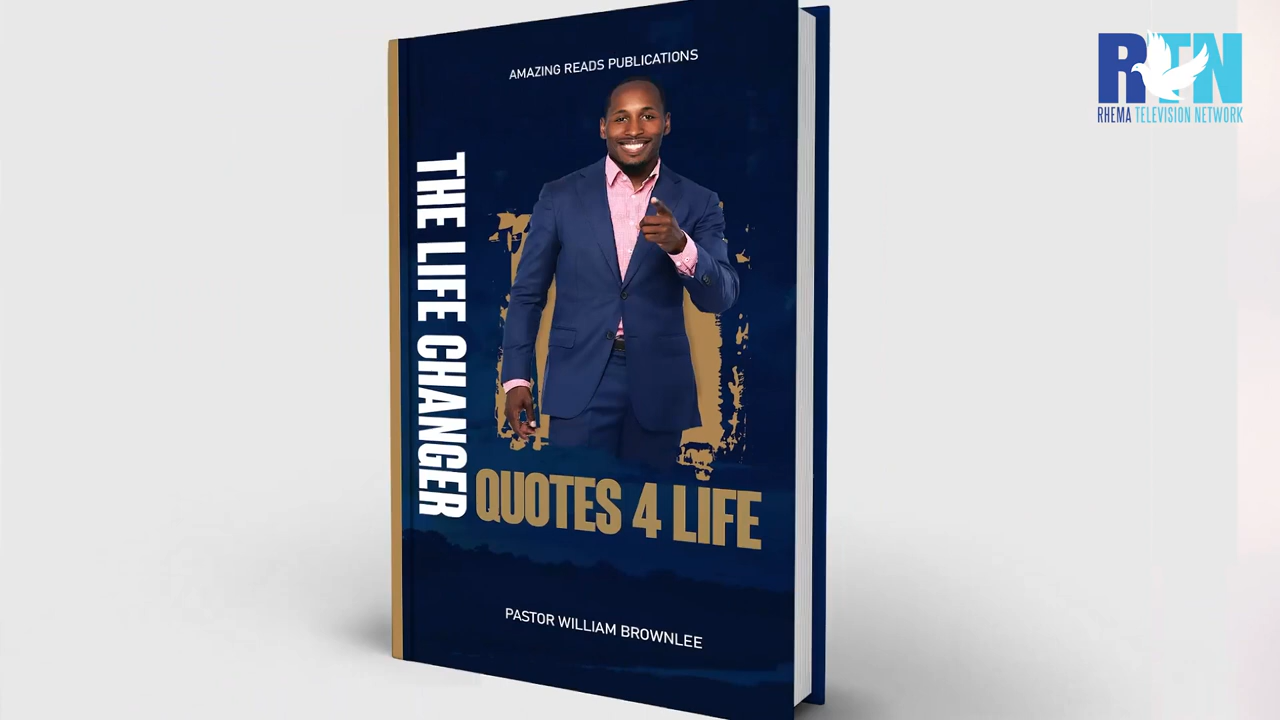 AMAZING READS PUBLICATIONS
THE LIFE CHANGER
QUOTES 4 LIFE
PASTOR WILLIAM BROWNLEE
RTN
RHEMA TELEVISION NETWORK